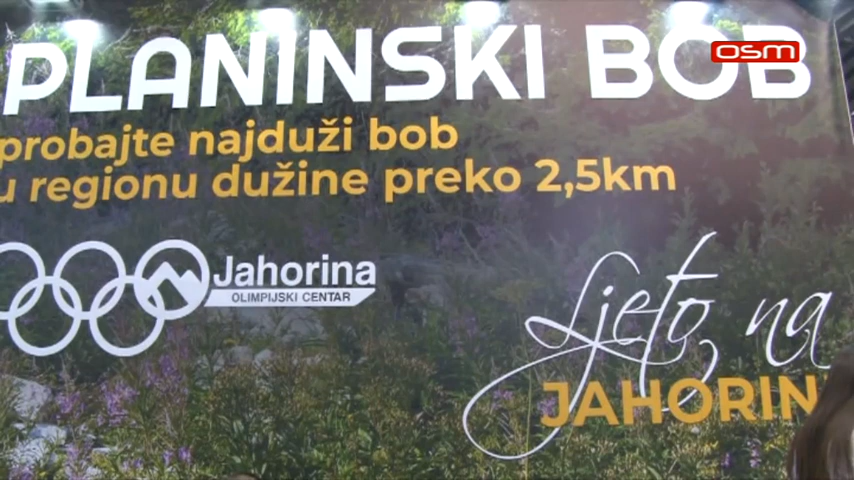 PLANINSKI BOB
osm
probajte najduži bob
u regionu dužine preko 2,5km
Jahorina
OLIMPIJSKI CENTAR
Ljeto na
JAHORIN